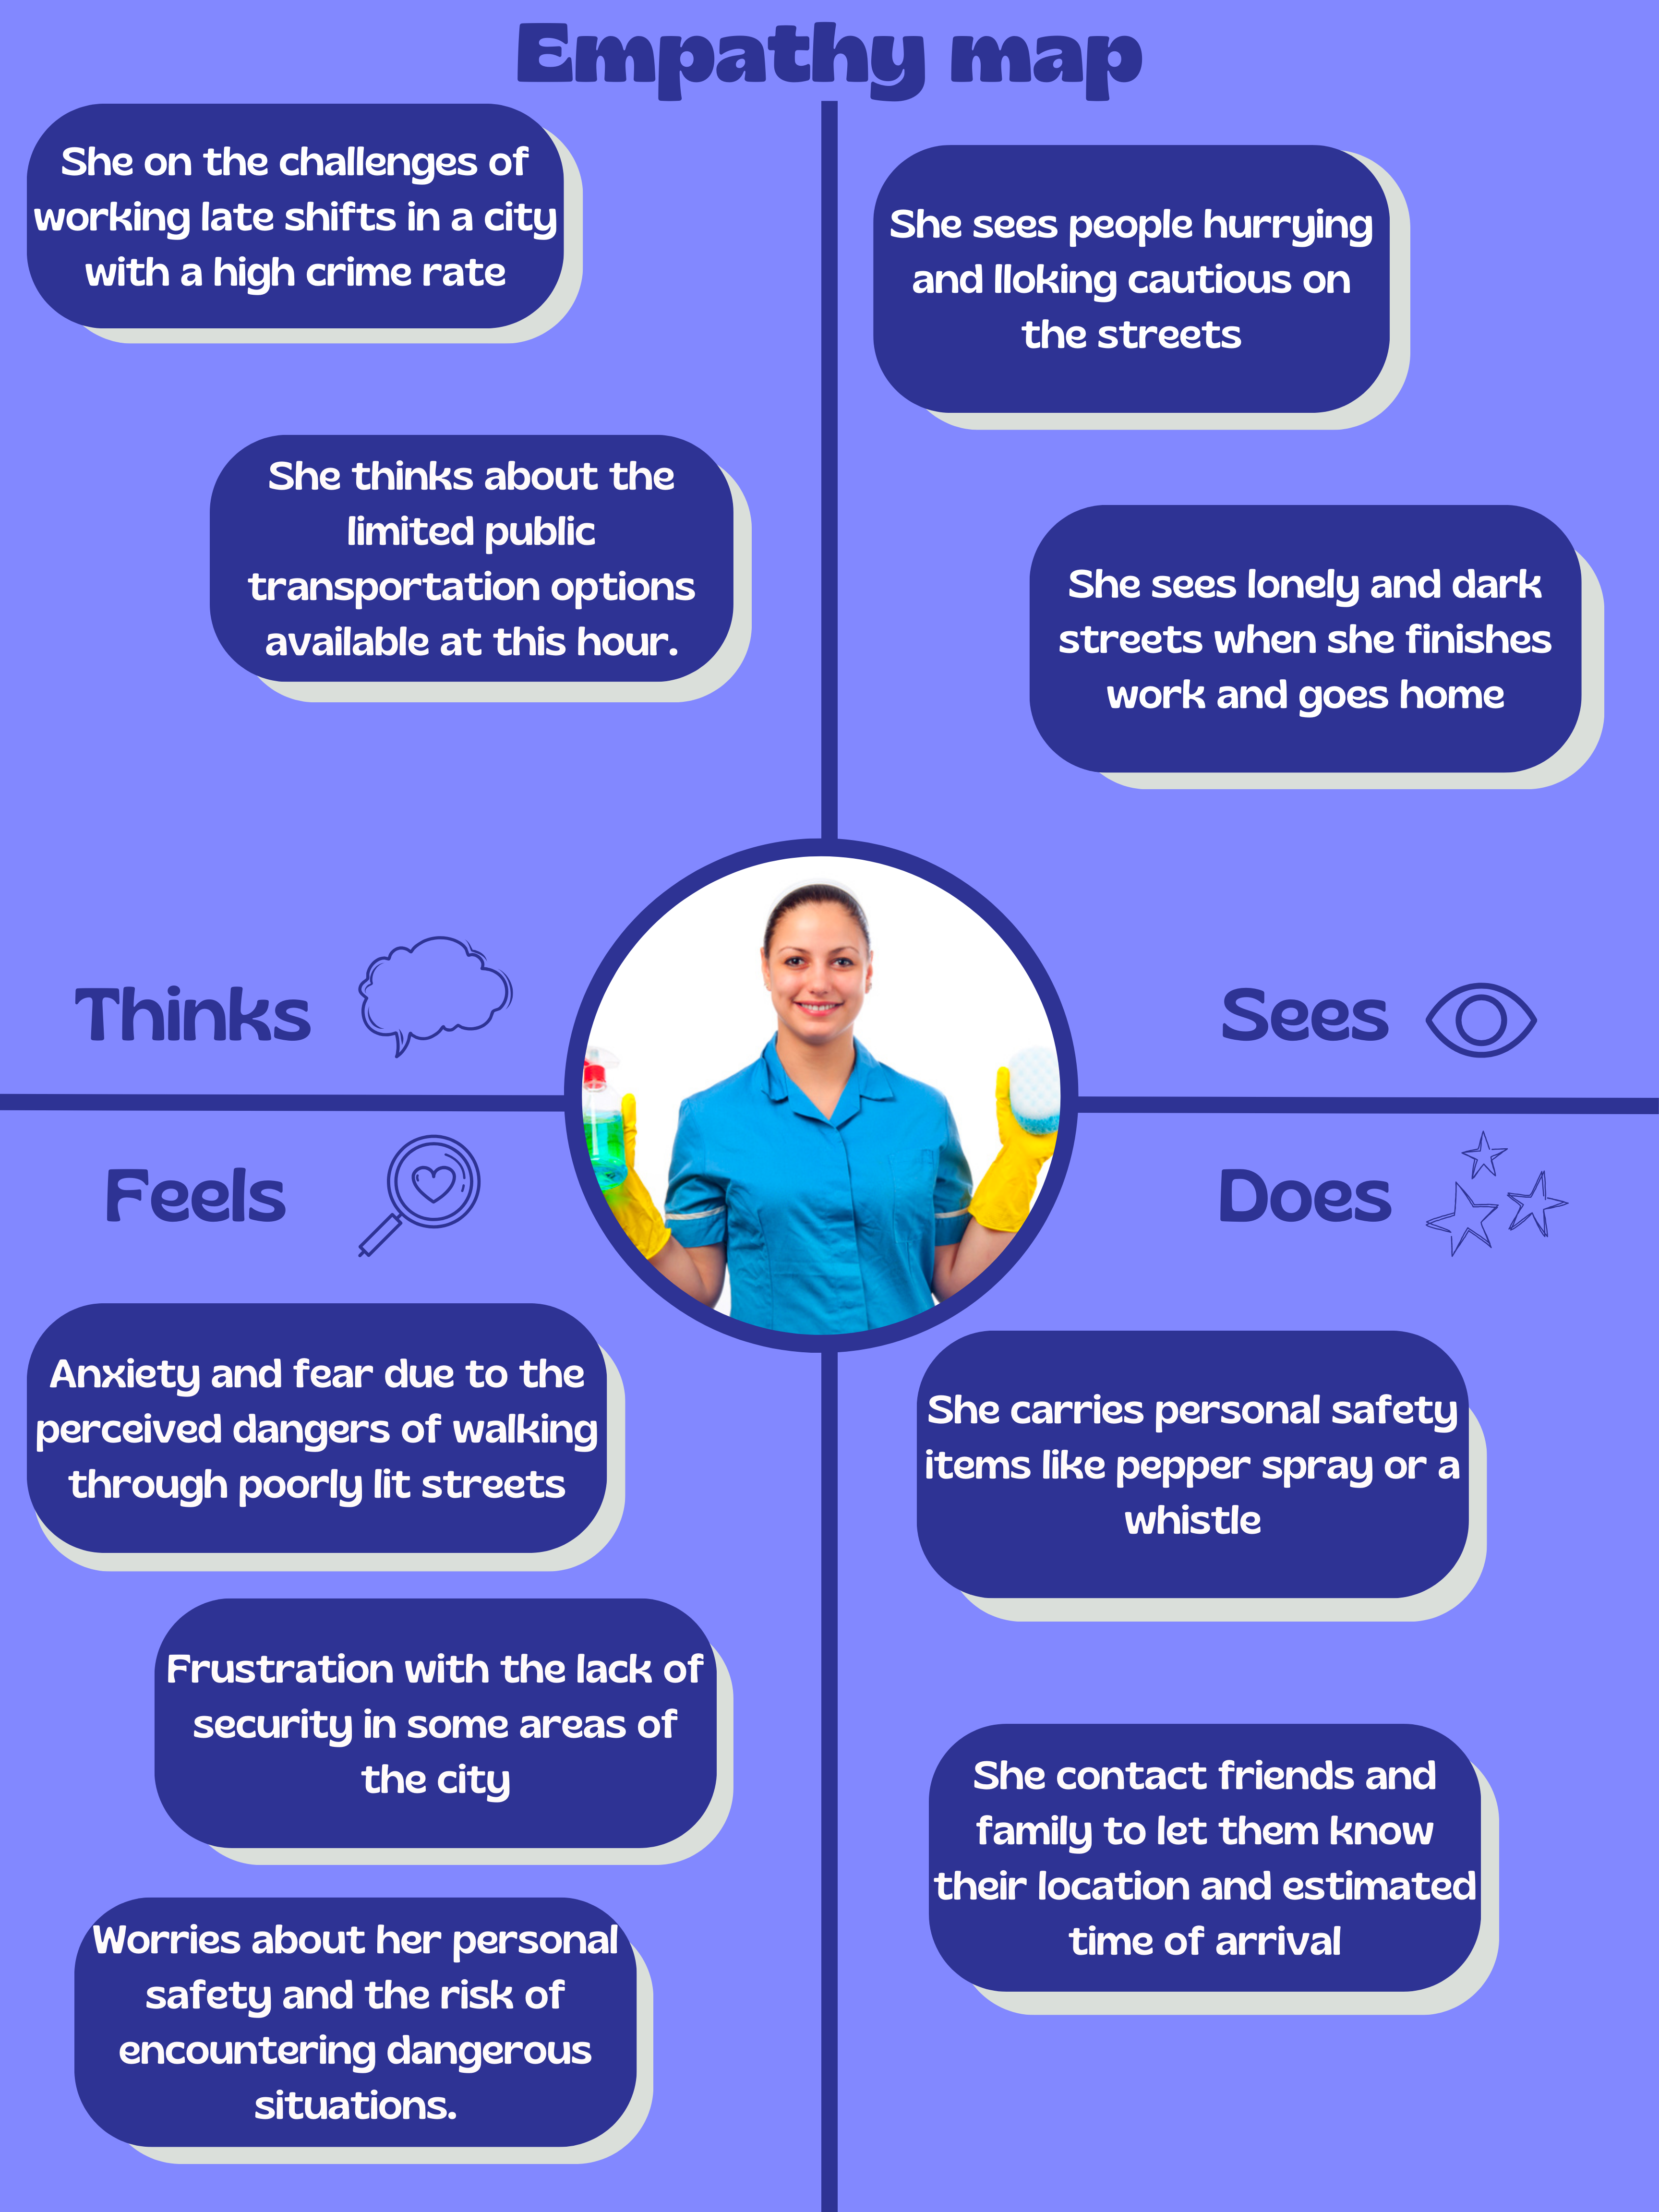 Empathy map
She on the challenges of
working late shifts in a city
with a high crime rate
She thinks about the
limited public
transportation options
available at this hour.
Thinks
She sees people hurrying
and lloking cautious on
the streets
She sees lonely and dark
streets when she finishes
work and goes home
Sees
Feels
Anxiety and fear due to the
perceived dangers of walking
through poorly lit streets
Frustration with the lack of
security in some areas of
the city
Worries about her personal
safety and the risk of
encountering dangerous
situations.
Does
She carries personal safety
items like pepper spray or a
whistle
She contact friends and
family to let them know
their location and estimated
time of arrival